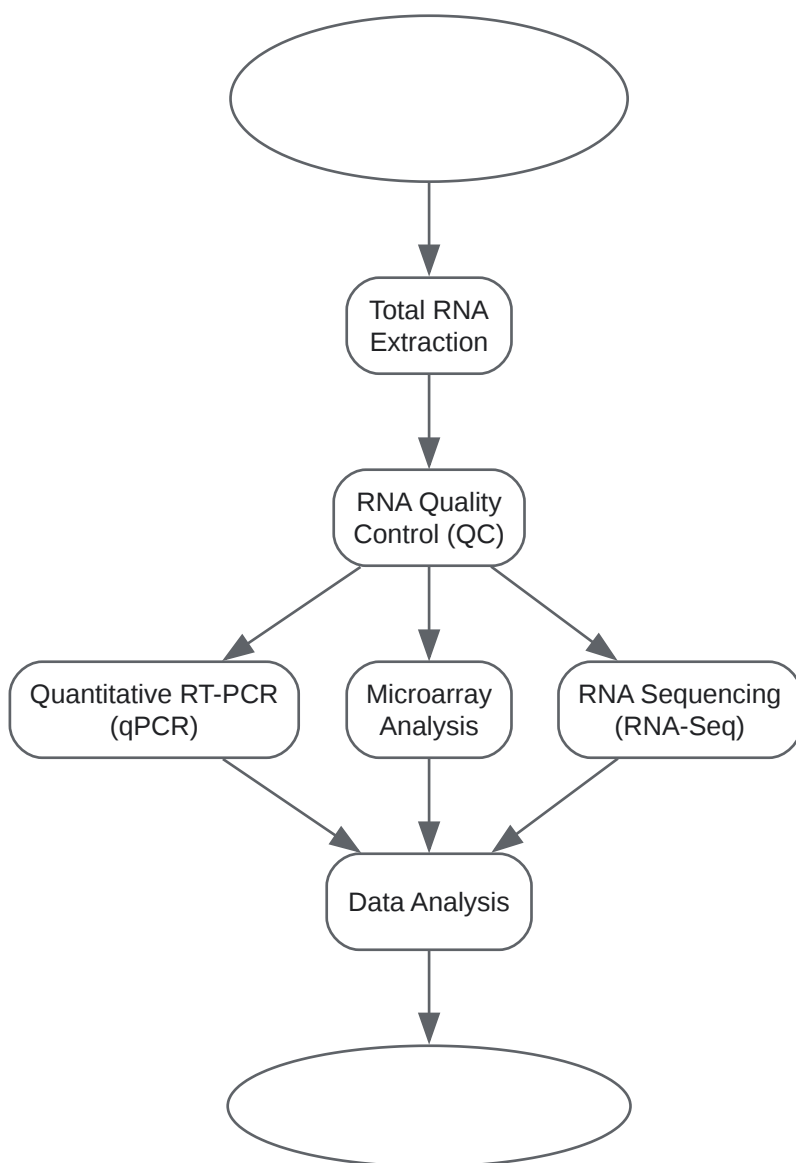 Total RNA
Extraction
RNA Quality
Control (QC)
Quantitative RT-PCR
(qPCR)
Microarray
Analysis
RNA Sequencing
(RNA-Seq)
Data Analysis